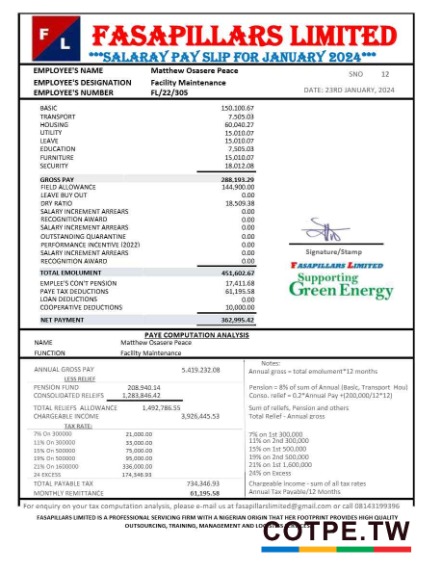 F L
FASAPILLARS LIMITED
***SALARAY PAY SLIP FOR JANUARY 2024***
EMPLOYEE'S NAME Matthew Osasere Peace SNO 12
EMPLOYEE'S DESIGNATION Facility Maintenance
EMPLOYEE'S NUMBER FL/22/305 DATE: 23RD JANUARY, 2024
BASIC 150,100.67
TRANSPORT 7,505.03
HOUSING 60,040.27
UTILITY 15,010.07
LEAVE 15,010.07
EDUCATION 7,505.03
FURNITURE 15,010.07
SECURITY 18,012.08
GROSS PAY 288,193.29
FIELD ALLOWANCE 144,900.00
LEAVE BUY OUT 0.00
DRY RATIO 18,509.38
SALARY INCREMENT ARREARS 0.00
RECOGNITION AWARD 0.00
SALARY INCREMENT ARREARS 0.00
OUTSTANDING QUARANTINE 0.00
PERFORMANCE INCENTIVE (2022) 0.00
SALARY INCREMENT ARREARS 0.00
RECOGNITION AWARD 0.00
Signature/Stamp
FASAPILLARS LIMITED
Supporting
Green Energy
TOTAL EMOLUMENT 451,602.67
EMPLEE'S CON'T PENSION 17,411.68
PAYE TAX DEDUCTIONS 61,195.58
LOAN DEDUCTIONS 0.00
COOPERATIVE DEDUCTIONS 10,000.00
NET PAYMENT 362,995.42
PAYE COMPUTATION ANALYSIS
NAME Matthew Osasere Peace
FUNCTION Facility Maintenance
Notes:
ANNUAL GROSS PAY 5,419,232.08 Annual gross = total emolument*12 months
LESS RELIEF
PENSION FUND 208,940.14 Pension = 8% of sum of Annual (Basic, Transport Hou)
CONSOLIDATED RELEIFS 1,283,846.42 Conso. relief = 0.2*Annual Pay +(200,000/12*12)
TOTAL RELIEFS ALLOWANCE 1,492,786.55 Sum of reliefs, Pension and others
CHARGEABLE INCOME 3,926,445.53 Total Relief - Annual gross
TAX RATE:
7% On 300000 21,000.00 7% on 1st 300,000
11% On 300000 33,000.00 11% on 2nd 300,000
15% On 500000 75,000.00 15% on 1st 500,000
19% On 500000 95,000.00 19% on 2nd 500,000
21% On 1600000 336,000.00 21% on 1st 1,600,000
24 EXCESS 174,346.93 24% on Excess
TOTAL PAYABLE TAX 734,346.93 Chargeable Income - sum of all tax rates
MONTHLY REMITTANCE 61,195.58 Annual Tax Payable/12 Months
For enquiry on your tax computation analysis, please e-mail us at fasapillarslimited@gmail.com or call 08143199396
FASAPILLARS LIMITED IS A PROFESSIONAL SERVICING FIRM WITH A NIGERIAN ORIGIN THAT HER FOOTPRINT PROVIDES HIGH QUALITY
OUTSOURCING, TRAINING, MANAGEMENT AND
COTPE.TW